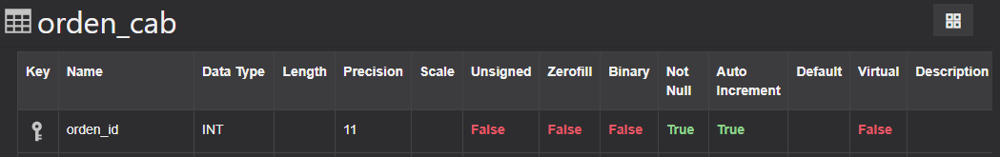 orden_cab
Key Name Data Type Length Precision Scale Unsigned Zerofill Binary Not Null Auto Increment Default Virtual Description
orden_id INT 11 False False False True True False